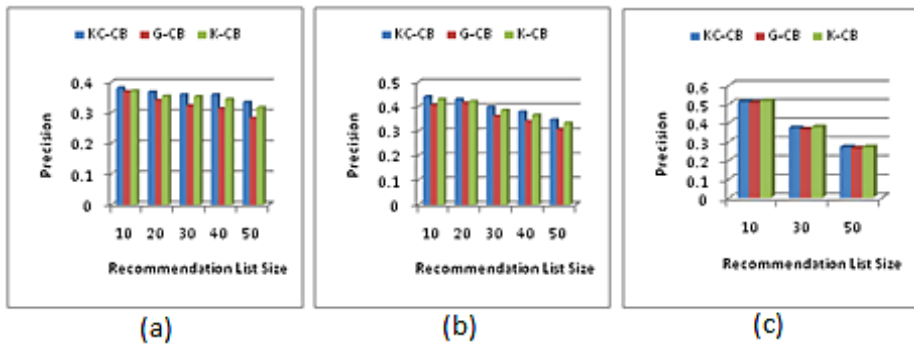 KC-CB G-CB K-CB
0.4
0.3
0.2
0.1
0
Precision
10 20 30 40 50
Recommendation List Size
(a)
KC-CB G-CB K-CB
0.5
0.4
0.3
0.2
0.1
0
Precision
10 20 30 40 50
Recommendation List Size
(b)
KC-CB G-CB K-CB
0.6
0.5
0.4
0.3
0.2
0.1
0
Precision
10 30 50
Recommendation List Size
(c)